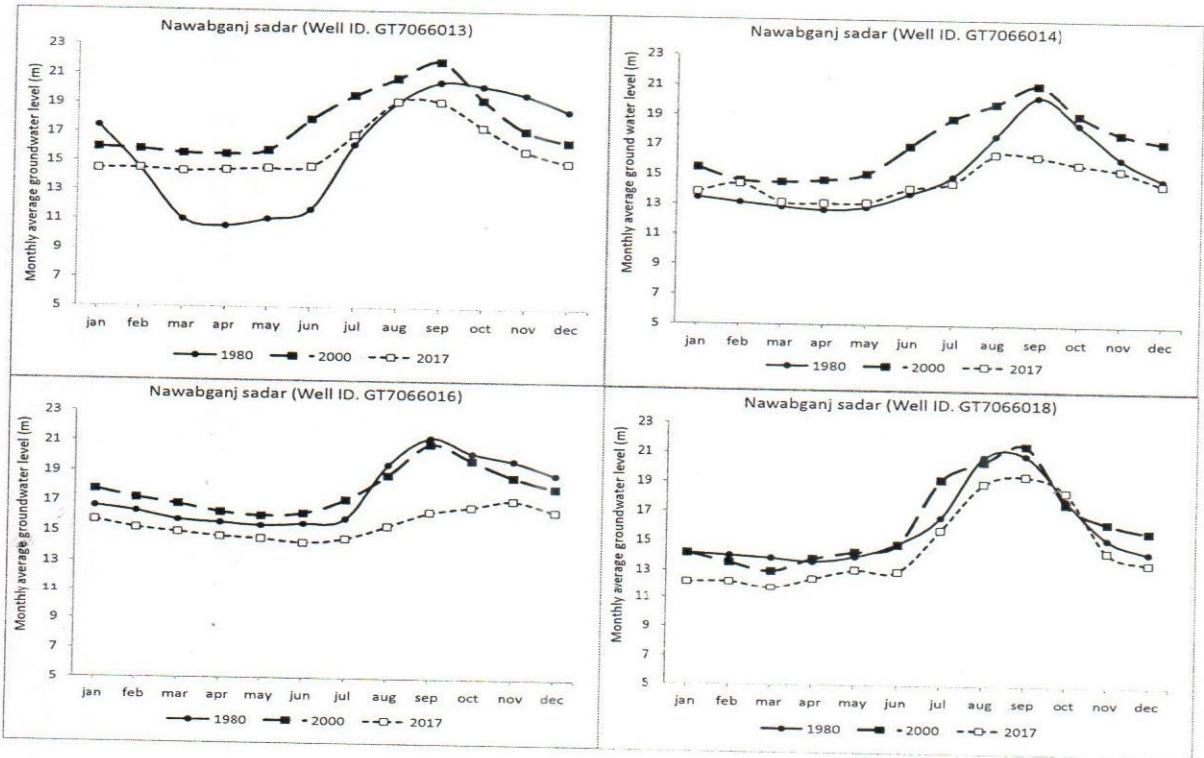 Nawabganj sadar (Well ID. GT7066013)
Monthly average groundwater level (m)
23
21
19
17
15
13
11
9
7
5
jan feb mar apr may jun jul aug sep oct nov dec
1980 2000 2017
Nawabganj sadar (Well ID. GT7066014)
Monthly average ground water level (m)
23
21
19
17
15
13
11
9
7
5
jan feb mar apr may jun jul aug sep oct nov dec
1980 2000 2017
Nawabganj sadar (Well ID. GT7066016)
Monthly average groundwater level (m)
23
21
19
17
15
13
11
9
7
5
jan feb mar apr may jun jul aug sep oct nov dec
1980 2000 2017
Nawabganj sadar (Well ID. GT7066018)
Monthly average groundwater level (m)
23
21
19
17
15
13
11
9
7
5
jan feb mar apr may jun jul aug sep oct nov dec
1980 2000 2017